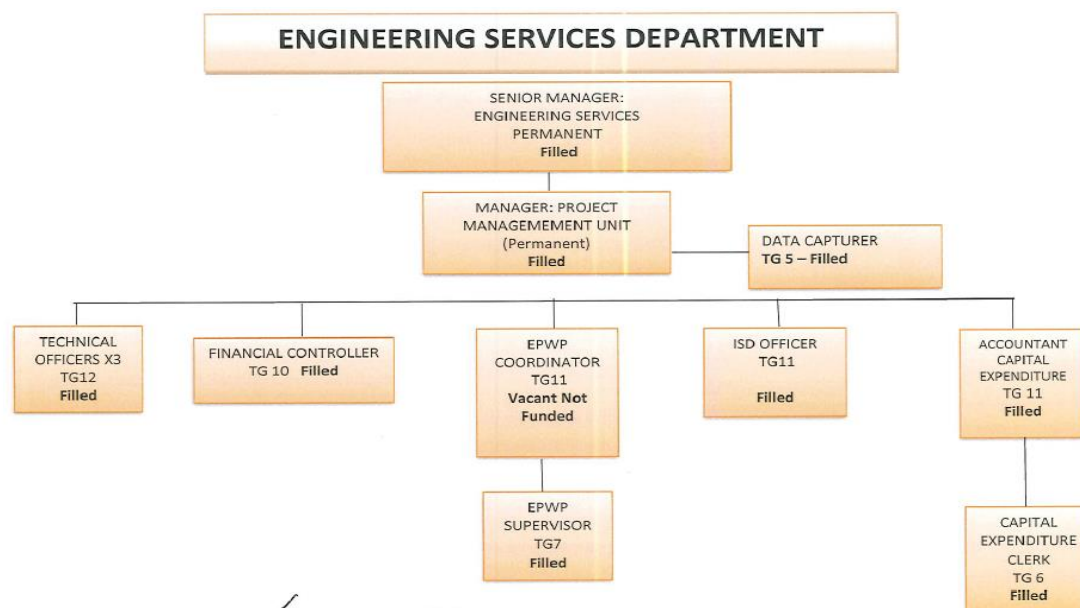 ENGINEERING SERVICES DEPARTMENT
SENIOR MANAGER:
ENGINEERING SERVICES
PERMANENT
Filled
MANAGER: PROJECT
MANAGEMEMENT UNIT
(Permanent)
Filled
DATA CAPTURER
TG 5 – Filled
TECHNICAL
OFFICERS X3
TG12
Filled
FINANCIAL CONTROLLER
TG 10 Filled
EPWP
COORDINATOR
TG11
Vacant Not
Funded
ISD OFFICER
TG11
Filled
ACCOUNTANT
CAPITAL
EXPENDITURE
TG 11
Filled
EPWP
SUPERVISOR
TG7
Filled
CAPITAL
EXPENDITURE
CLERK
TG 6
Filled